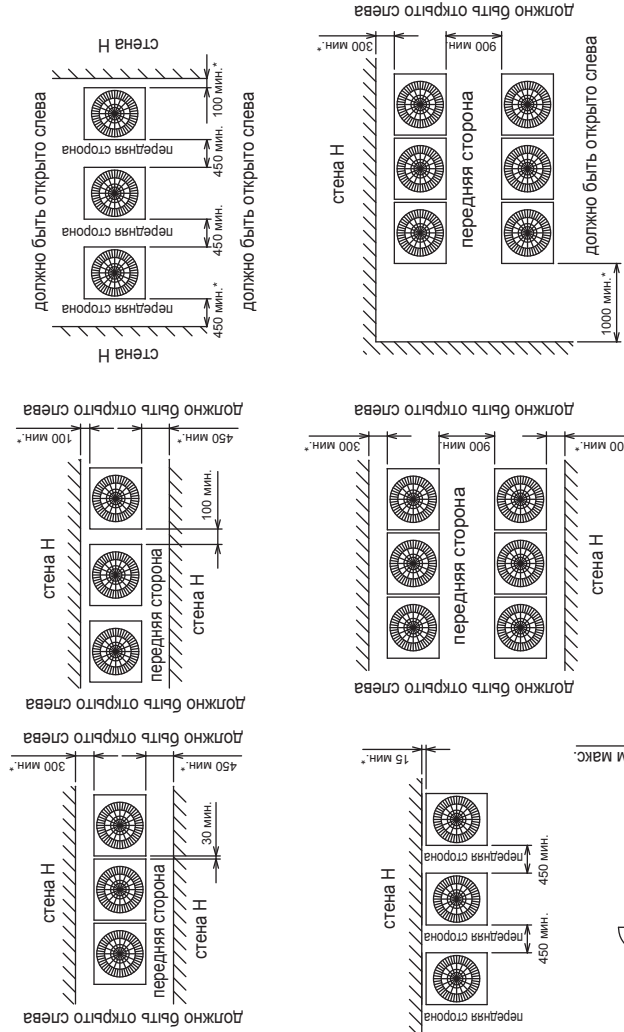 стена Н
должно быть открыто слева
передняя сторона
передняя сторона
передняя сторона
100 мин.*
450 мин.
450 мин.
450 мин.*
должно быть открыто слева
стена Н
должно быть открыто слева
300 мин.*
900 мин.
стена Н
передняя сторона
должно быть открыто слева
1000 мин.*
должно быть открыто слева
100 мин.*
450 мин.*
стена Н
100 мин.
передняя сторона
стена Н
должно быть открыто слева
должно быть открыто слева
300 мин.*
900 мин.
00 мин.*
стена Н
передняя сторона
стена Н
должно быть открыто слева
должно быть открыто слева
300 мин.*
450 мин.*
стена Н
30 мин.
передняя сторона
стена Н
должно быть открыто слева
15 мин.*
стена Н
передняя сторона
450 мин.
передняя сторона
450 мин.
передняя сторона
м макс.